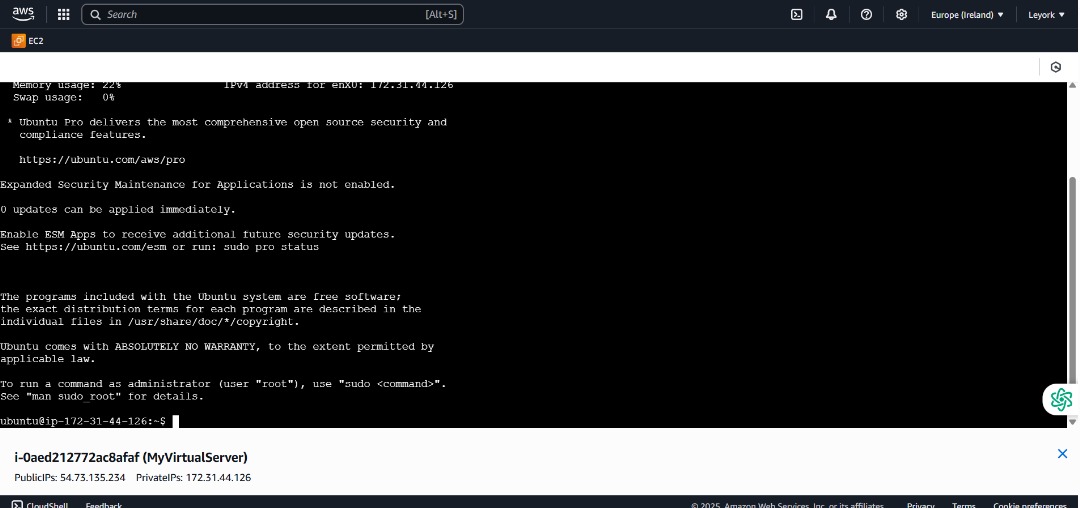 aws
Search [Alt+S]
Europe (Ireland) ▼
Leyork ▼
EC2
Memory usage: 22% IPv4 address for enX0: 172.31.44.126
Swap usage: 0%
* Ubuntu Pro delivers the most comprehensive open source security and
compliance features.
https://ubuntu.com/aws/pro
Expanded Security Maintenance for Applications is not enabled.
0 updates can be applied immediately.
Enable ESM Apps to receive additional future security updates.
See https://ubuntu.com/esm or run: sudo pro status
The programs included with the Ubuntu system are free software;
the exact distribution terms for each program are described in the
individual files in /usr/share/doc/*/copyright.
Ubuntu comes with ABSOLUTELY NO WARRANTY, to the extent permitted by
applicable law.
To run a command as administrator (user "root"), use "sudo <command>".
See "man sudo_root" for details.
ubuntu@ip-172-31-44-126:~$
i-0aed212772ac8afaf (MyVirtualServer)
PublicIPs: 54.73.135.234 PrivateIPs: 172.31.44.126
CloudShell Feedback © 2025, Amazon Web Services, Inc. or its affiliates. Privacy Terms Cookie preferences